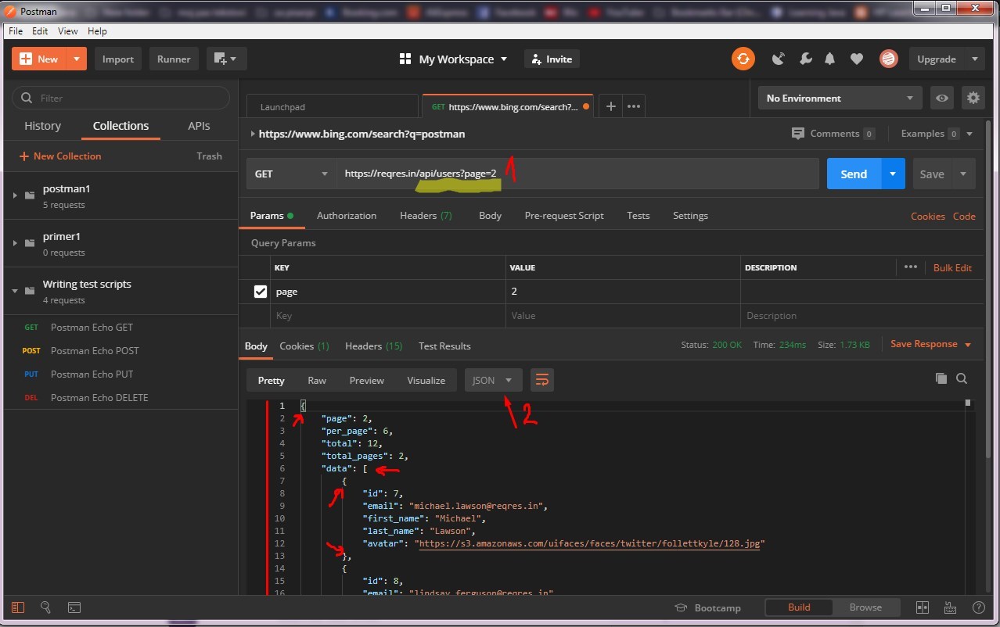 Postman
File Edit View Help
New Import Runner My Workspace Invite Upgrade
Filter
History Collections APIs
New Collection Trash
postman1
5 requests
primer1
0 requests
Writing test scripts
4 requests
GET Postman Echo GET
POST Postman Echo POST
PUT Postman Echo PUT
DEL Postman Echo DELETE
Launchpad GET https://www.bing.com/search?... No Environment
https://www.bing.com/search?q=postman Comments 0 Examples 0
GET https://reqres.in/api/users?page=2 1 Send Save
Params Authorization Headers (7) Body Pre-request Script Tests Settings Cookies Code
Query Params
KEY VALUE DESCRIPTION Bulk Edit
page 2
Key Value Description
Body Cookies (1) Headers (15) Test Results Status: 200 OK Time: 234ms Size: 1.73 KB Save Response
Pretty Raw Preview Visualize JSON
2
1 {
2 "page": 2,
3 "per_page": 6,
4 "total": 12,
5 "total_pages": 2,
6 "data": [
7 {
8 "id": 7,
9 "email": "michael.lawson@reqres.in",
10 "first_name": "Michael",
11 "last_name": "Lawson",
12 "avatar": "https://s3.amazonaws.com/uifaces/faces/twitter/follettkyle/128.jpg"
13 },
14 {
15 "id": 8,
16 "email": "lindsay.ferguson@reqres.in"
Bootcamp Build Browse